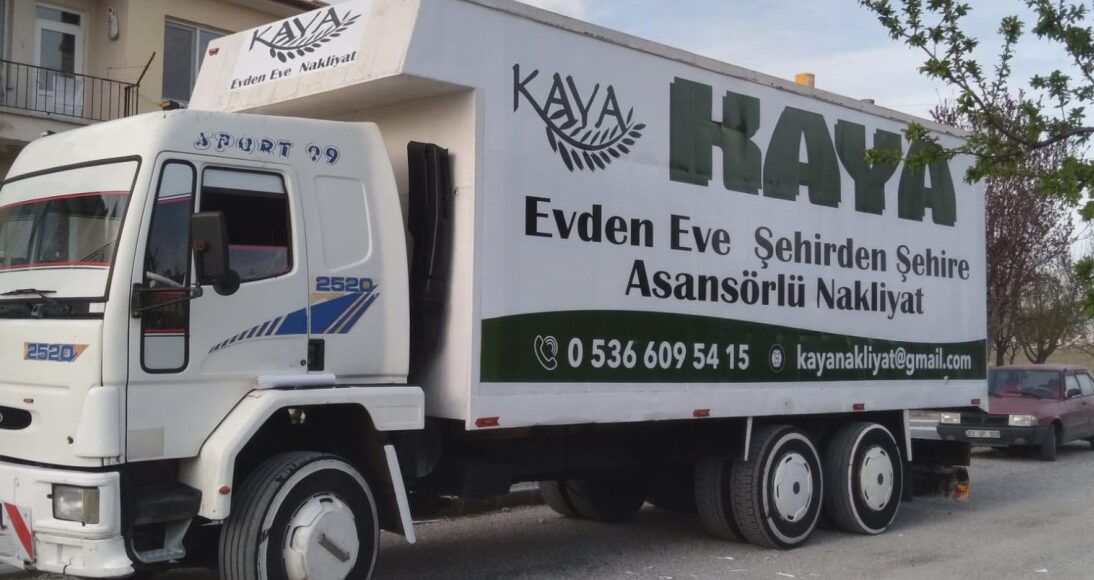 KAYA
Evden Eve Nakliyat
SPORT 99
2520
2520
KAYA
KAYA
Evden Eve Şehirden Şehire
Asansörlü Nakliyat
0 536 609 54 15
kayanakliyat@gmail.com